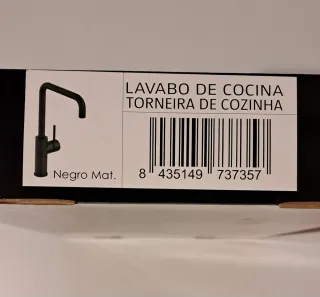 LAVABO DE COCINA
TORNEIRA DE COZINHA
Negro Mat.
8 435149 737357